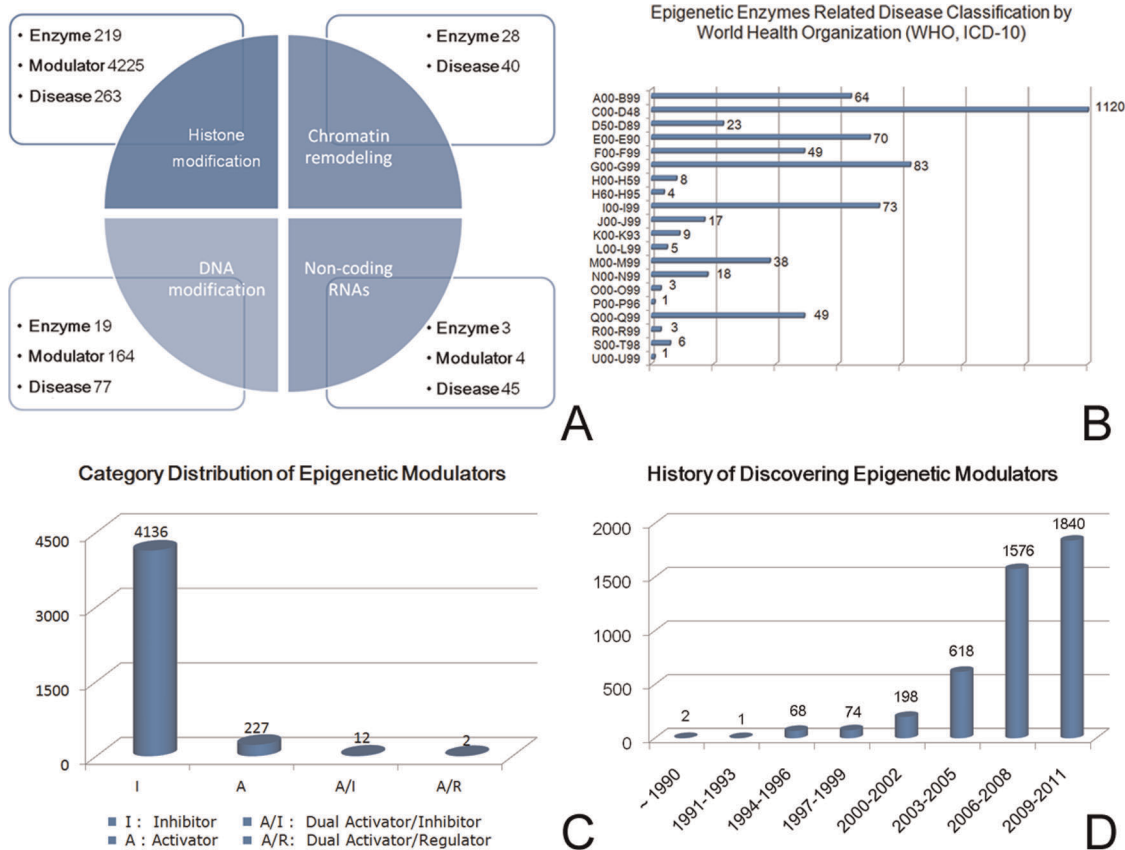 • Enzyme 219
• Modulator 4225
• Disease 263
• Enzyme 28
• Disease 40
Histone
modification
Chromatin
remodeling
DNA
modification
Non-coding
RNAs
• Enzyme 19
• Modulator 164
• Disease 77
• Enzyme 3
• Modulator 4
• Disease 45
A
Epigenetic Enzymes Related Disease Classification by
World Health Organization (WHO, ICD-10)
A00-B99 64
C00-D48 1120
D50-D89 23
E00-E90 70
F00-F99 49
G00-G99 83
H00-H59 8
H60-H95 4
I00-I99 73
J00-J99 17
K00-K93 9
L00-L99 5
M00-M99 38
N00-N99 18
O00-O99 3
P00-P96 1
Q00-Q99 49
R00-R99 3
S00-T98 6
U00-U99 1
B
Category Distribution of Epigenetic Modulators
4500
3000
1500
0
4136
227
12
2
I
A
A/I
A/R
I : Inhibitor
A/I : Dual Activator/Inhibitor
A : Activator
A/R: Dual Activator/Regulator
C
History of Discovering Epigenetic Modulators
2000
1500
1000
500
0
2
1
68
74
198
618
1576
1840
~ 1990
1991-1993
1994-1996
1997-1999
2000-2002
2003-2005
2006-2008
2009-2011
D